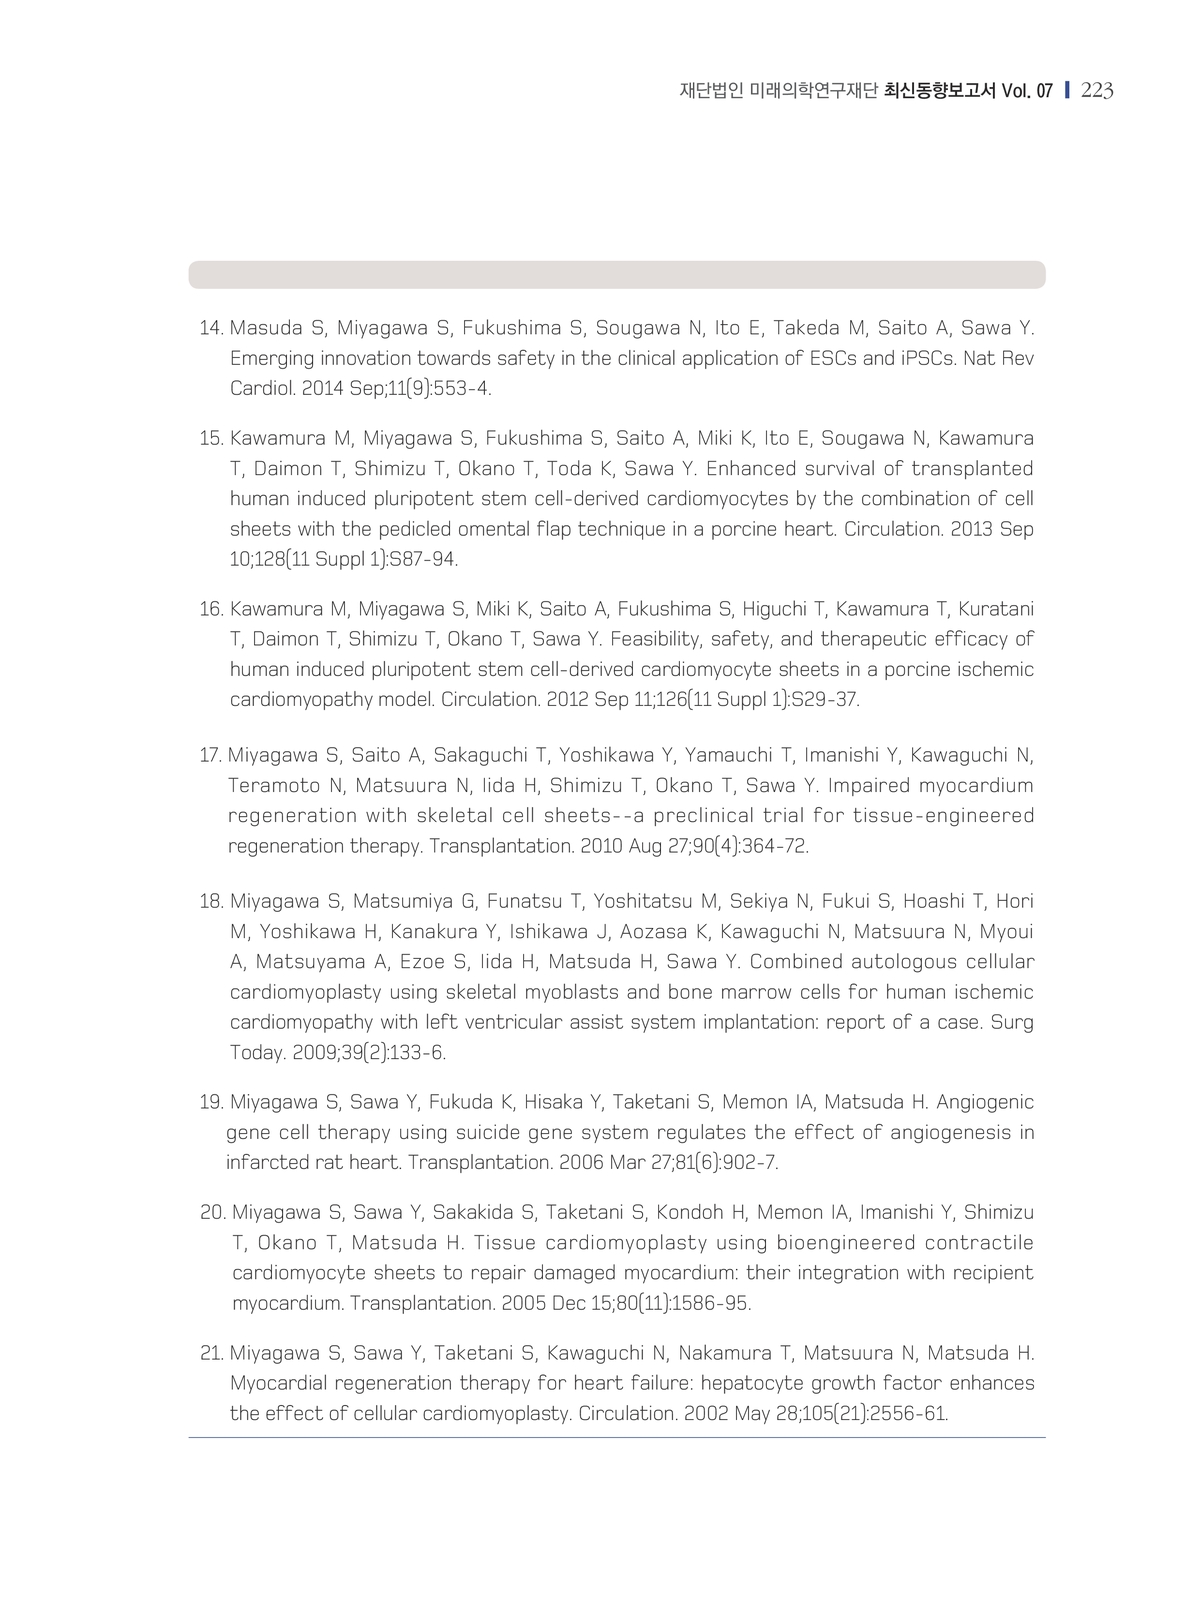 재단법인 미래의학연구재단 최신동향보고서 Vol. 07 223
14. Masuda S, Miyagawa S, Fukushima S, Sougawa N, Ito E, Takeda M, Saito A, Sawa Y.
Emerging innovation towards safety in the clinical application of ESCs and iPSCs. Nat Rev
Cardiol. 2014 Sep;11(9):553-4.
15. Kawamura M, Miyagawa S, Fukushima S, Saito A, Miki K, Ito E, Sougawa N, Kawamura
T, Daimon T, Shimizu T, Okano T, Toda K, Sawa Y. Enhanced survival of transplanted
human induced pluripotent stem cell-derived cardiomyocytes by the combination of cell
sheets with the pedicled omental flap technique in a porcine heart. Circulation. 2013 Sep
10;128(11 Suppl 1):S87-94.
16. Kawamura M, Miyagawa S, Miki K, Saito A, Fukushima S, Higuchi T, Kawamura T, Kuratani
T, Daimon T, Shimizu T, Okano T, Sawa Y. Feasibility, safety, and therapeutic efficacy of
human induced pluripotent stem cell-derived cardiomyocyte sheets in a porcine ischemic
cardiomyopathy model. Circulation. 2012 Sep 11;126(11 Suppl 1):S29-37.
17. Miyagawa S, Saito A, Sakaguchi T, Yoshikawa Y, Yamauchi T, Imanishi Y, Kawaguchi N,
Teramoto N, Matsuura N, Iida H, Shimizu T, Okano T, Sawa Y. Impaired myocardium
regeneration with skeletal cell sheets--a preclinical trial for tissue-engineered
regeneration therapy. Transplantation. 2010 Aug 27;90(4):364-72.
18. Miyagawa S, Matsumiya G, Funatsu T, Yoshitatsu M, Sekiya N, Fukui S, Hoashi T, Hori
M, Yoshikawa H, Kanakura Y, Ishikawa J, Aozasa K, Kawaguchi N, Matsuura N, Myoui
A, Matsuyama A, Ezoe S, Iida H, Matsuda H, Sawa Y. Combined autologous cellular
cardiomyoplasty using skeletal myoblasts and bone marrow cells for human ischemic
cardiomyopathy with left ventricular assist system implantation: report of a case. Surg
Today. 2009;39(2):133-6.
19. Miyagawa S, Sawa Y, Fukuda K, Hisaka Y, Taketani S, Memon IA, Matsuda H. Angiogenic
gene cell therapy using suicide gene system regulates the effect of angiogenesis in
infarcted rat heart. Transplantation. 2006 Mar 27;81(6):902-7.
20. Miyagawa S, Sawa Y, Sakakida S, Taketani S, Kondoh H, Memon IA, Imanishi Y, Shimizu
T, Okano T, Matsuda H. Tissue cardiomyoplasty using bioengineered contractile
cardiomyocyte sheets to repair damaged myocardium: their integration with recipient
myocardium. Transplantation. 2005 Dec 15;80(11):1586-95.
21. Miyagawa S, Sawa Y, Taketani S, Kawaguchi N, Nakamura T, Matsuura N, Matsuda H.
Myocardial regeneration therapy for heart failure: hepatocyte growth factor enhances
the effect of cellular cardiomyoplasty. Circulation. 2002 May 28;105(21):2556-61.